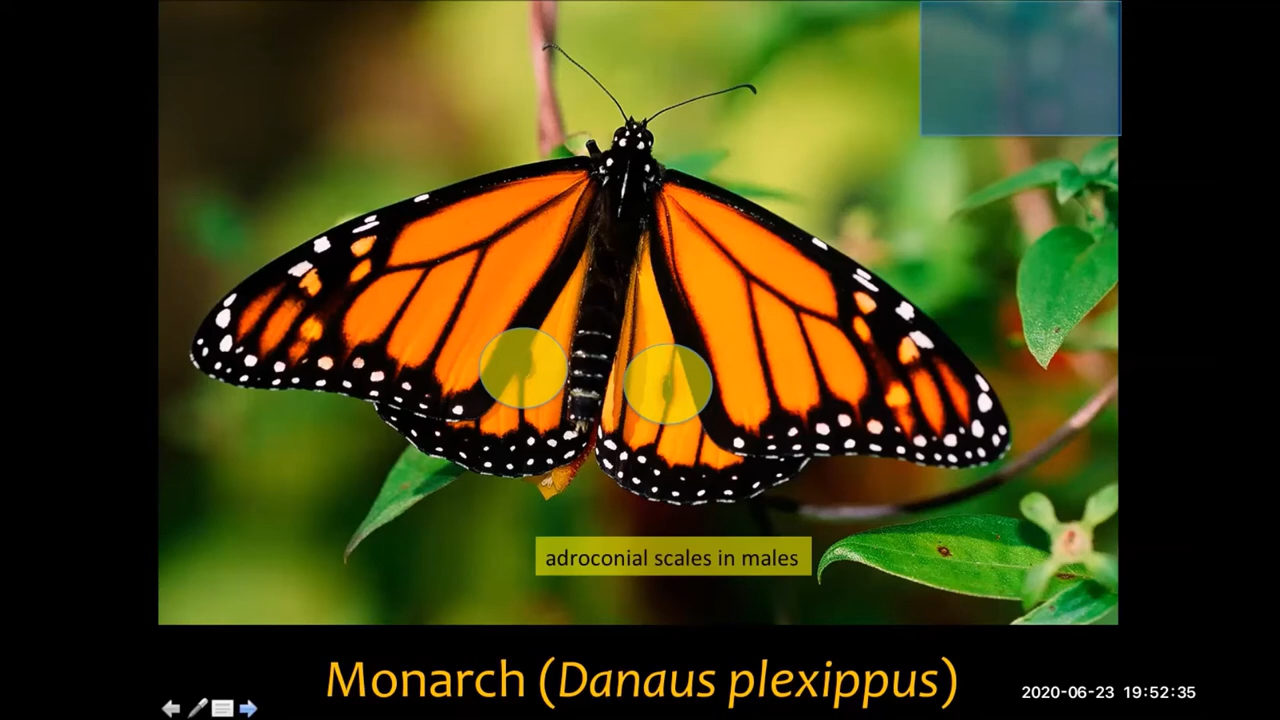 adroconial scales in males
Monarch (Danaus plexippus)
2020-06-23 19:52:35